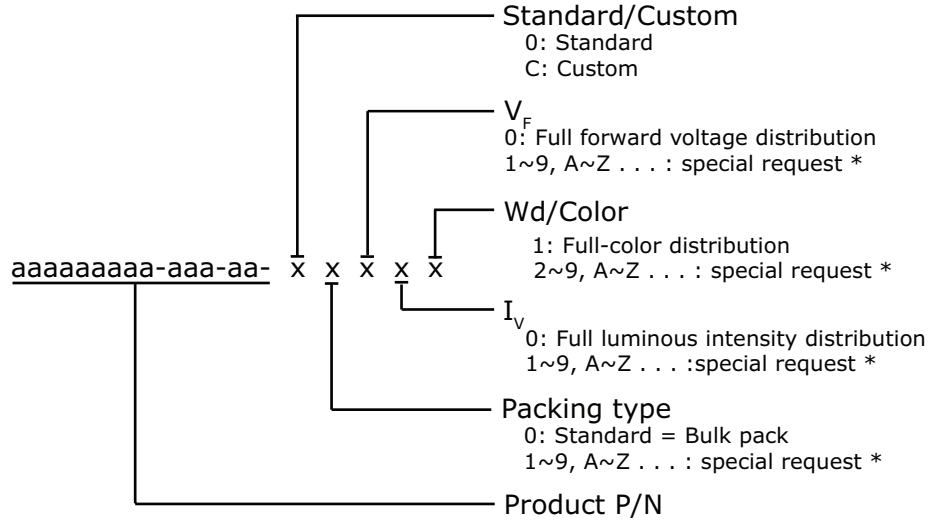 Standard/Custom
0: Standard
C: Custom
VF
0: Full forward voltage distribution
1~9, A~Z . . . : special request *
Wd/Color
1: Full-color distribution
2~9, A~Z . . . : special request *
aaaaaaaaa-aaa-aa- x x x x x
IV
0: Full luminous intensity distribution
1~9, A~Z . . . :special request *
Packing type
0: Standard = Bulk pack
1~9, A~Z . . . : special request *
Product P/N